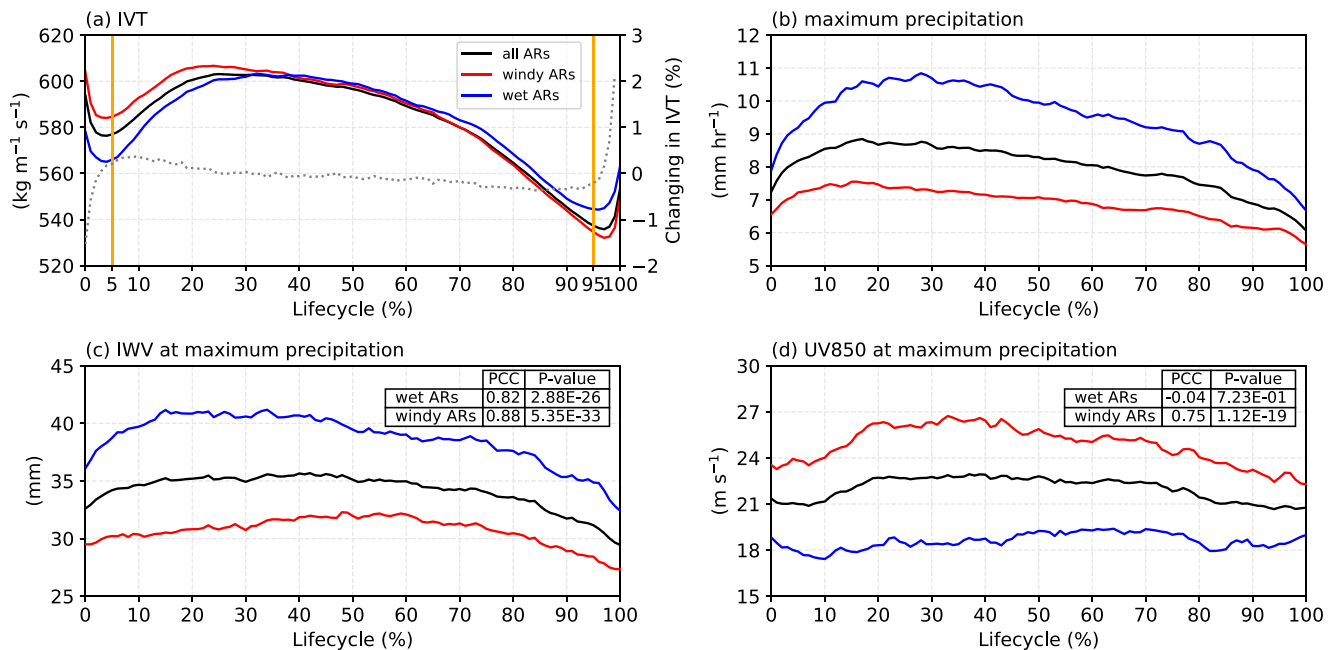 (a) IVT
620
600
580
560
540
520
(kg m⁻¹ s⁻¹)
3
2
1
0
−1
−2
Changing in IVT (%)
all ARs
windy ARs
wet ARs
0 5 10 20 30 40 50 60 70 80 90 95 100
Lifecycle (%)
(b) maximum precipitation
12
11
10
9
8
7
6
5
(mm hr⁻¹)
0 10 20 30 40 50 60 70 80 90 100
Lifecycle (%)
(c) IWV at maximum precipitation
45
40
35
30
25
(mm)
PCC P-value
wet ARs 0.82 2.88E-26
windy ARs 0.88 5.35E-33
0 10 20 30 40 50 60 70 80 90 100
Lifecycle (%)
(d) UV850 at maximum precipitation
30
27
24
21
18
15
(m s⁻¹)
PCC P-value
wet ARs -0.04 7.23E-01
windy ARs 0.75 1.12E-19
0 10 20 30 40 50 60 70 80 90 100
Lifecycle (%)